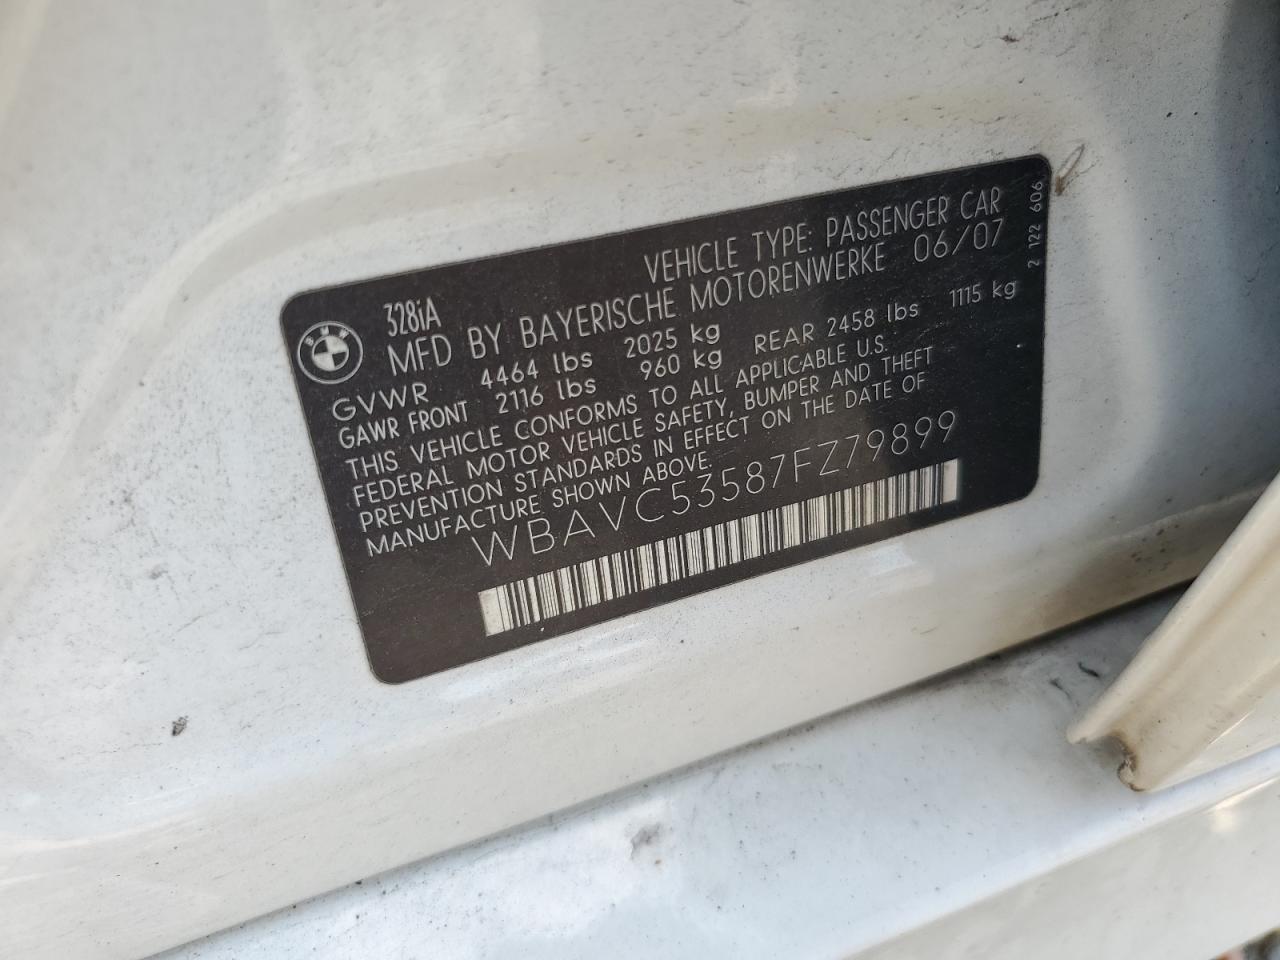 BMW
328iA
VEHICLE TYPE: PASSENGER CAR
MFD BY BAYERISCHE MOTORENWERKE 06/07
GVWR 4464 lbs 2025 kg
GAWR FRONT 2116 lbs 960 kg REAR 2458 lbs 1115 kg
THIS VEHICLE CONFORMS TO ALL APPLICABLE U.S.
FEDERAL MOTOR VEHICLE SAFETY, BUMPER AND THEFT
PREVENTION STANDARDS IN EFFECT ON THE DATE OF
MANUFACTURE SHOWN ABOVE.
WBAVC53587FZ79899
2 122 606